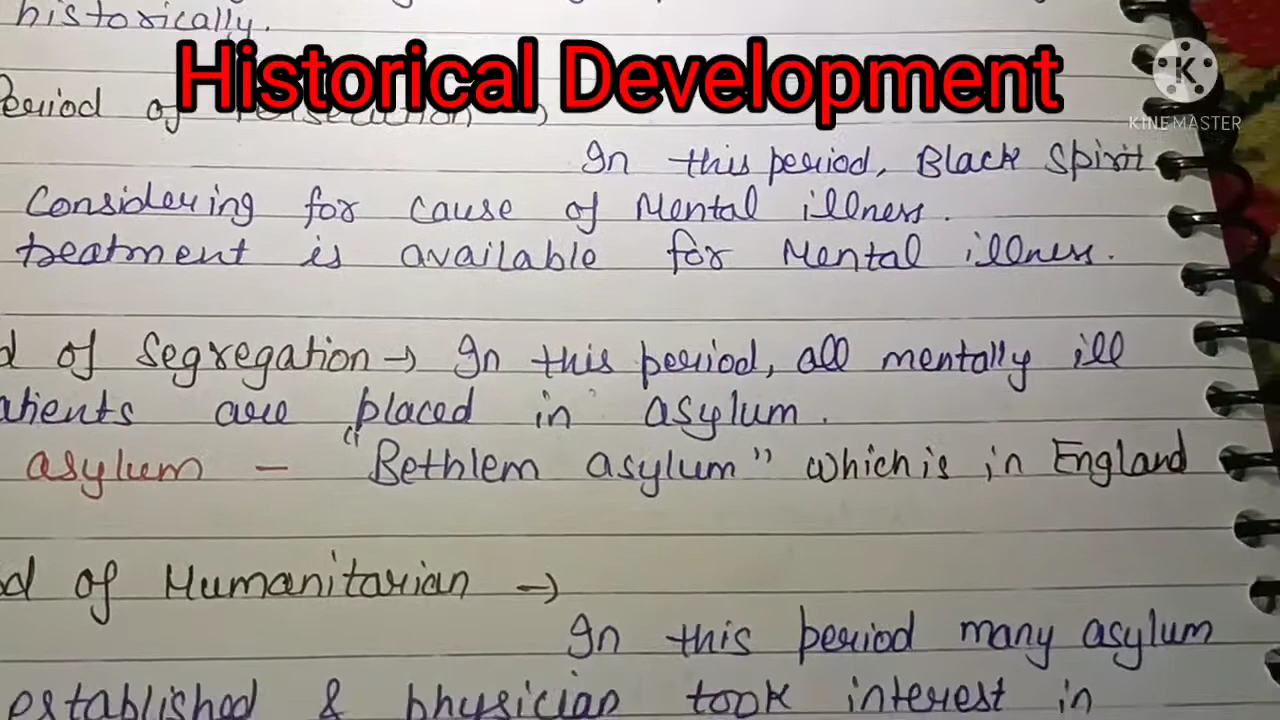 historically.
Historical Development
Period of Persecution →
KINEMASTER
In this period, Black Spirit
Considering for cause of Mental illness.
treatment is available for Mental illness.
d of Segregation → In this period, all mentally ill
atients are placed in asylum.
asylum – "Bethlem asylum" which is in England
od of Humanitarian →
In this period many asylum
established & physician took interest in